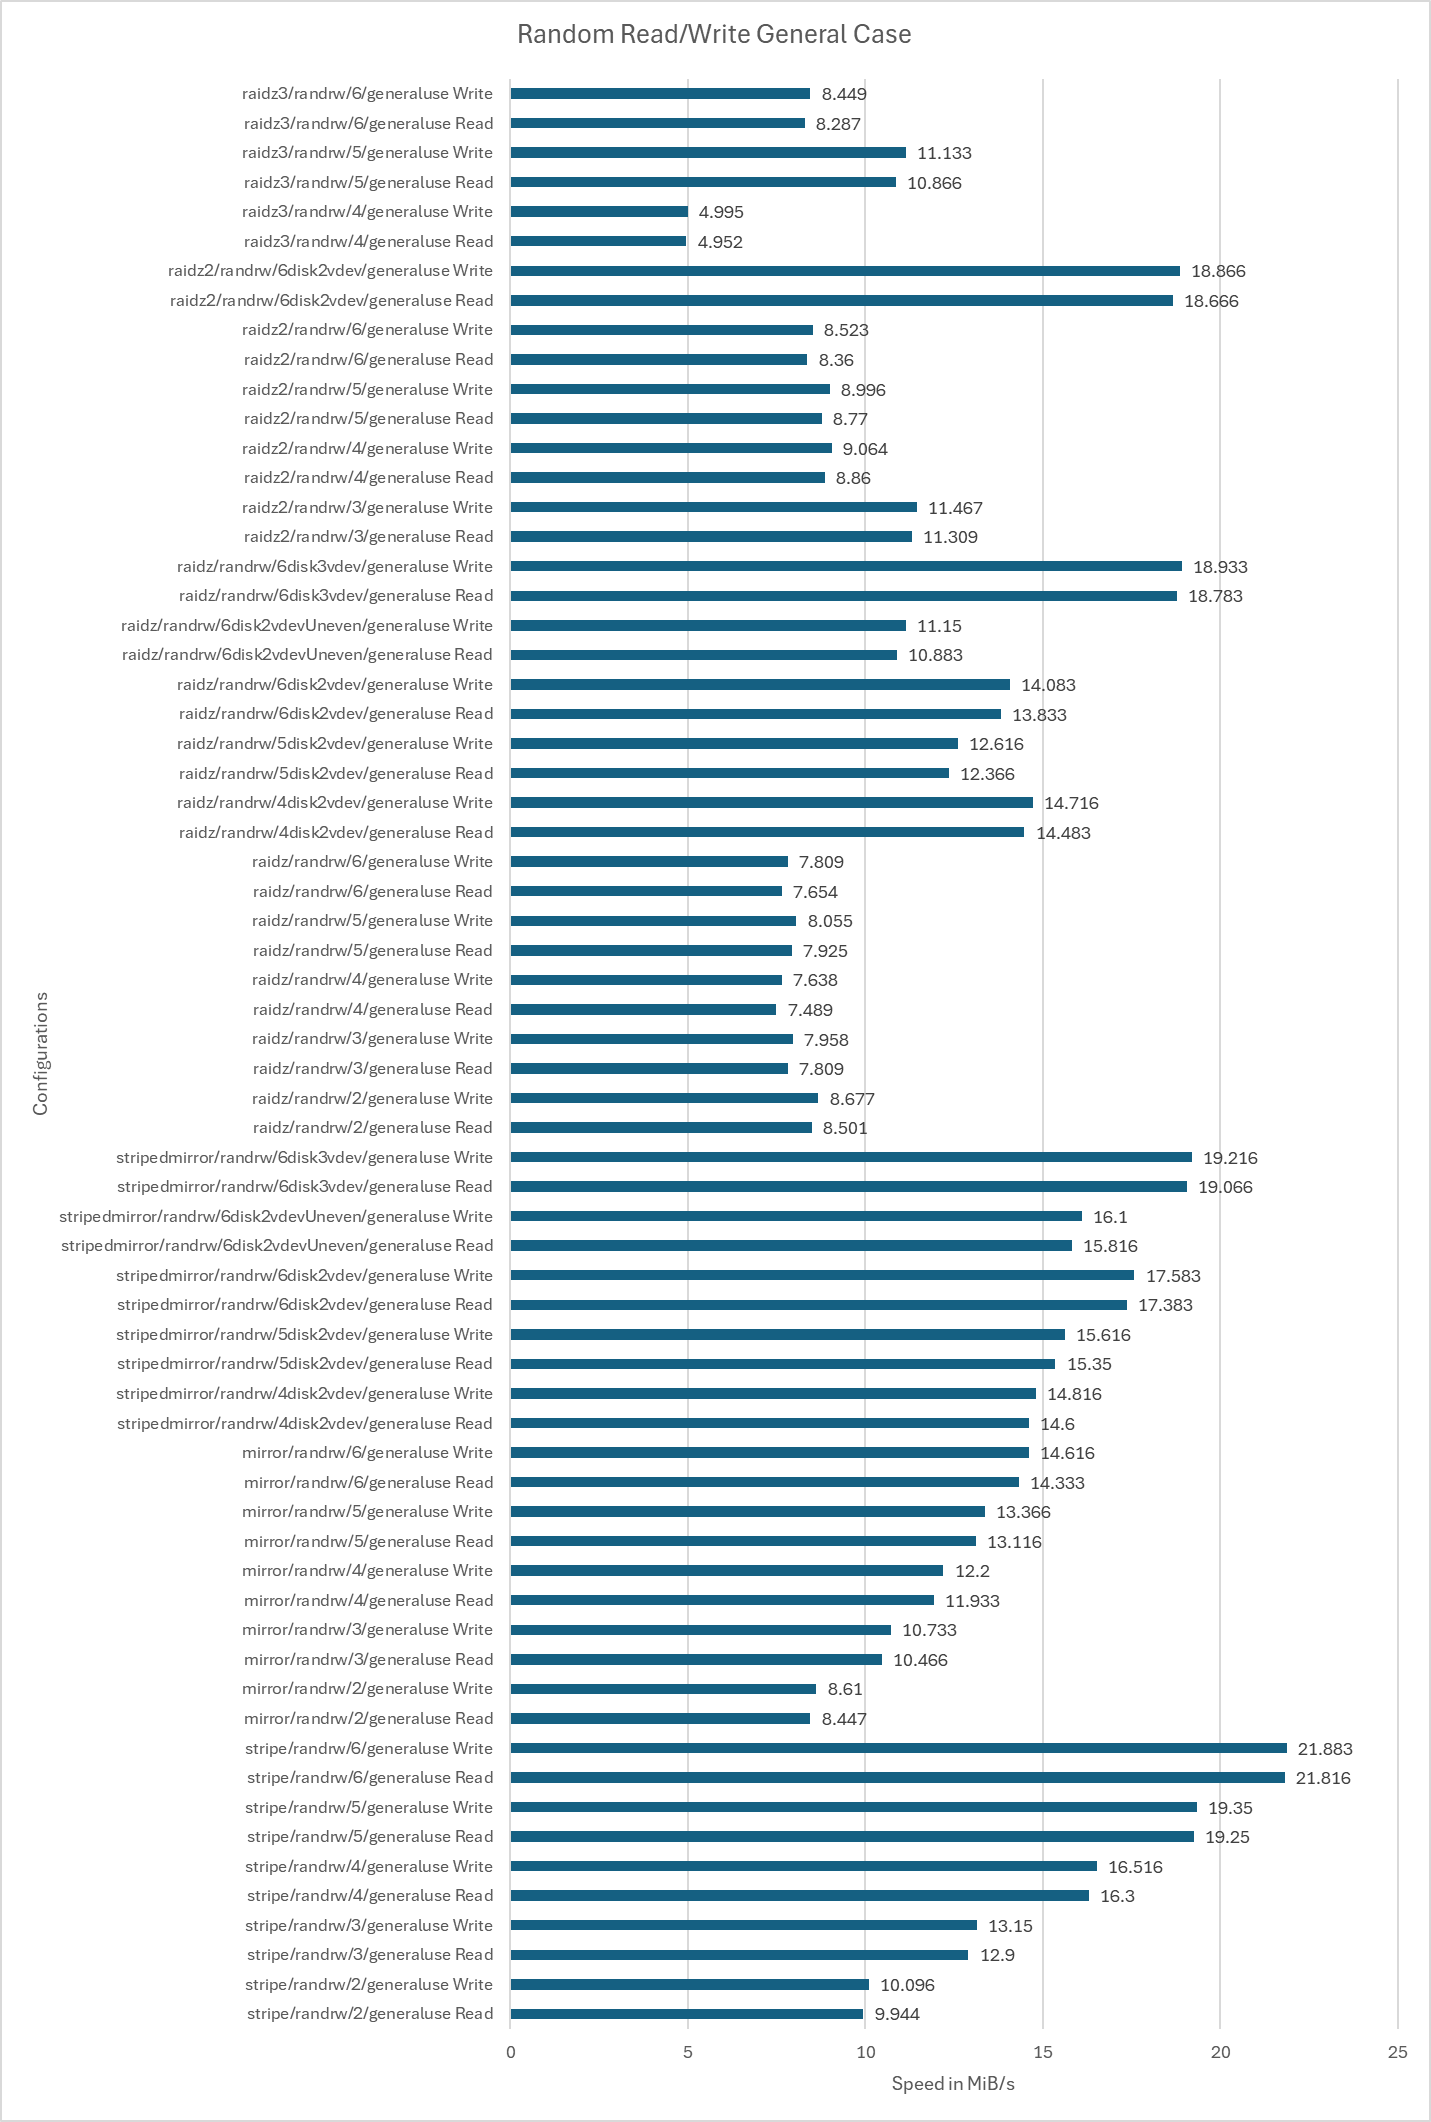 Random Read/Write General Case
raidz3/randrw/6/generaluse Write 8.449
raidz3/randrw/6/generaluse Read 8.287
raidz3/randrw/5/generaluse Write 11.133
raidz3/randrw/5/generaluse Read 10.866
raidz3/randrw/4/generaluse Write 4.995
raidz3/randrw/4/generaluse Read 4.952
raidz2/randrw/6disk2vdev/generaluse Write 18.866
raidz2/randrw/6disk2vdev/generaluse Read 18.666
raidz2/randrw/6/generaluse Write 8.523
raidz2/randrw/6/generaluse Read 8.36
raidz2/randrw/5/generaluse Write 8.996
raidz2/randrw/5/generaluse Read 8.77
raidz2/randrw/4/generaluse Write 9.064
raidz2/randrw/4/generaluse Read 8.86
raidz2/randrw/3/generaluse Write 11.467
raidz2/randrw/3/generaluse Read 11.309
raidz/randrw/6disk3vdev/generaluse Write 18.933
raidz/randrw/6disk3vdev/generaluse Read 18.783
raidz/randrw/6disk2vdevUneven/generaluse Write 11.15
raidz/randrw/6disk2vdevUneven/generaluse Read 10.883
raidz/randrw/6disk2vdev/generaluse Write 14.083
raidz/randrw/6disk2vdev/generaluse Read 13.833
raidz/randrw/5disk2vdev/generaluse Write 12.616
raidz/randrw/5disk2vdev/generaluse Read 12.366
raidz/randrw/4disk2vdev/generaluse Write 14.716
raidz/randrw/4disk2vdev/generaluse Read 14.483
raidz/randrw/6/generaluse Write 7.809
raidz/randrw/6/generaluse Read 7.654
raidz/randrw/5/generaluse Write 8.055
raidz/randrw/5/generaluse Read 7.925
raidz/randrw/4/generaluse Write 7.638
raidz/randrw/4/generaluse Read 7.489
raidz/randrw/3/generaluse Write 7.958
raidz/randrw/3/generaluse Read 7.809
raidz/randrw/2/generaluse Write 8.677
raidz/randrw/2/generaluse Read 8.501
stripedmirror/randrw/6disk3vdev/generaluse Write 19.216
stripedmirror/randrw/6disk3vdev/generaluse Read 19.066
stripedmirror/randrw/6disk2vdevUneven/generaluse Write 16.1
stripedmirror/randrw/6disk2vdevUneven/generaluse Read 15.816
stripedmirror/randrw/6disk2vdev/generaluse Write 17.583
stripedmirror/randrw/6disk2vdev/generaluse Read 17.383
stripedmirror/randrw/5disk2vdev/generaluse Write 15.616
stripedmirror/randrw/5disk2vdev/generaluse Read 15.35
stripedmirror/randrw/4disk2vdev/generaluse Write 14.816
stripedmirror/randrw/4disk2vdev/generaluse Read 14.6
mirror/randrw/6/generaluse Write 14.616
mirror/randrw/6/generaluse Read 14.333
mirror/randrw/5/generaluse Write 13.366
mirror/randrw/5/generaluse Read 13.116
mirror/randrw/4/generaluse Write 12.2
mirror/randrw/4/generaluse Read 11.933
mirror/randrw/3/generaluse Write 10.733
mirror/randrw/3/generaluse Read 10.466
mirror/randrw/2/generaluse Write 8.61
mirror/randrw/2/generaluse Read 8.447
stripe/randrw/6/generaluse Write 21.883
stripe/randrw/6/generaluse Read 21.816
stripe/randrw/5/generaluse Write 19.35
stripe/randrw/5/generaluse Read 19.25
stripe/randrw/4/generaluse Write 16.516
stripe/randrw/4/generaluse Read 16.3
stripe/randrw/3/generaluse Write 13.15
stripe/randrw/3/generaluse Read 12.9
stripe/randrw/2/generaluse Write 10.096
stripe/randrw/2/generaluse Read 9.944
Configurations
0 5 10 15 20 25
Speed in MiB/s